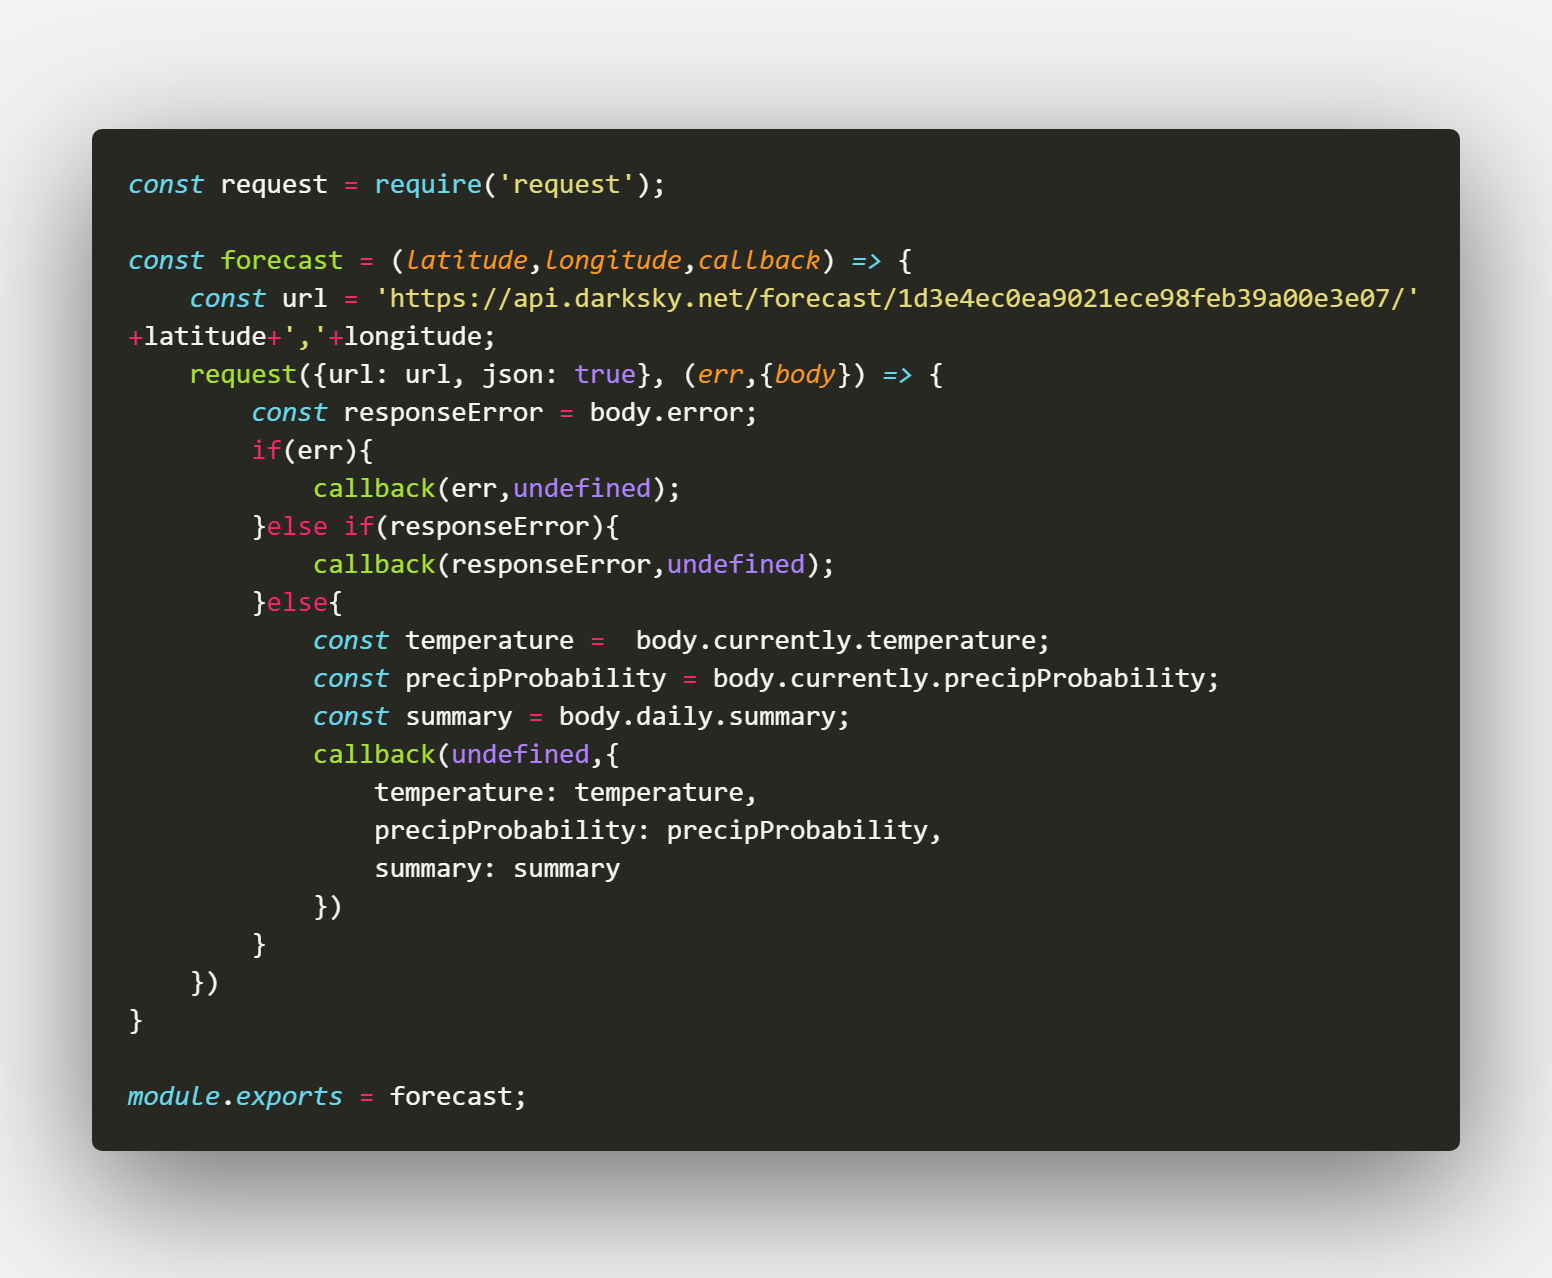 const request = require('request');

const forecast = (latitude,longitude,callback) => {
    const url = 'https://api.darksky.net/forecast/1d3e4ec0ea9021ece98feb39a00e3e07/'
+latitude+','+longitude;
    request({url: url, json: true}, (err,{body}) => {
        const responseError = body.error;
        if(err){
            callback(err,undefined);
        }else if(responseError){
            callback(responseError,undefined);
        }else{
            const temperature =  body.currently.temperature;
            const precipProbability = body.currently.precipProbability;
            const summary = body.daily.summary;
            callback(undefined,{
                temperature: temperature,
                precipProbability: precipProbability,
                summary: summary
            })
        }
    })
}

module.exports = forecast;